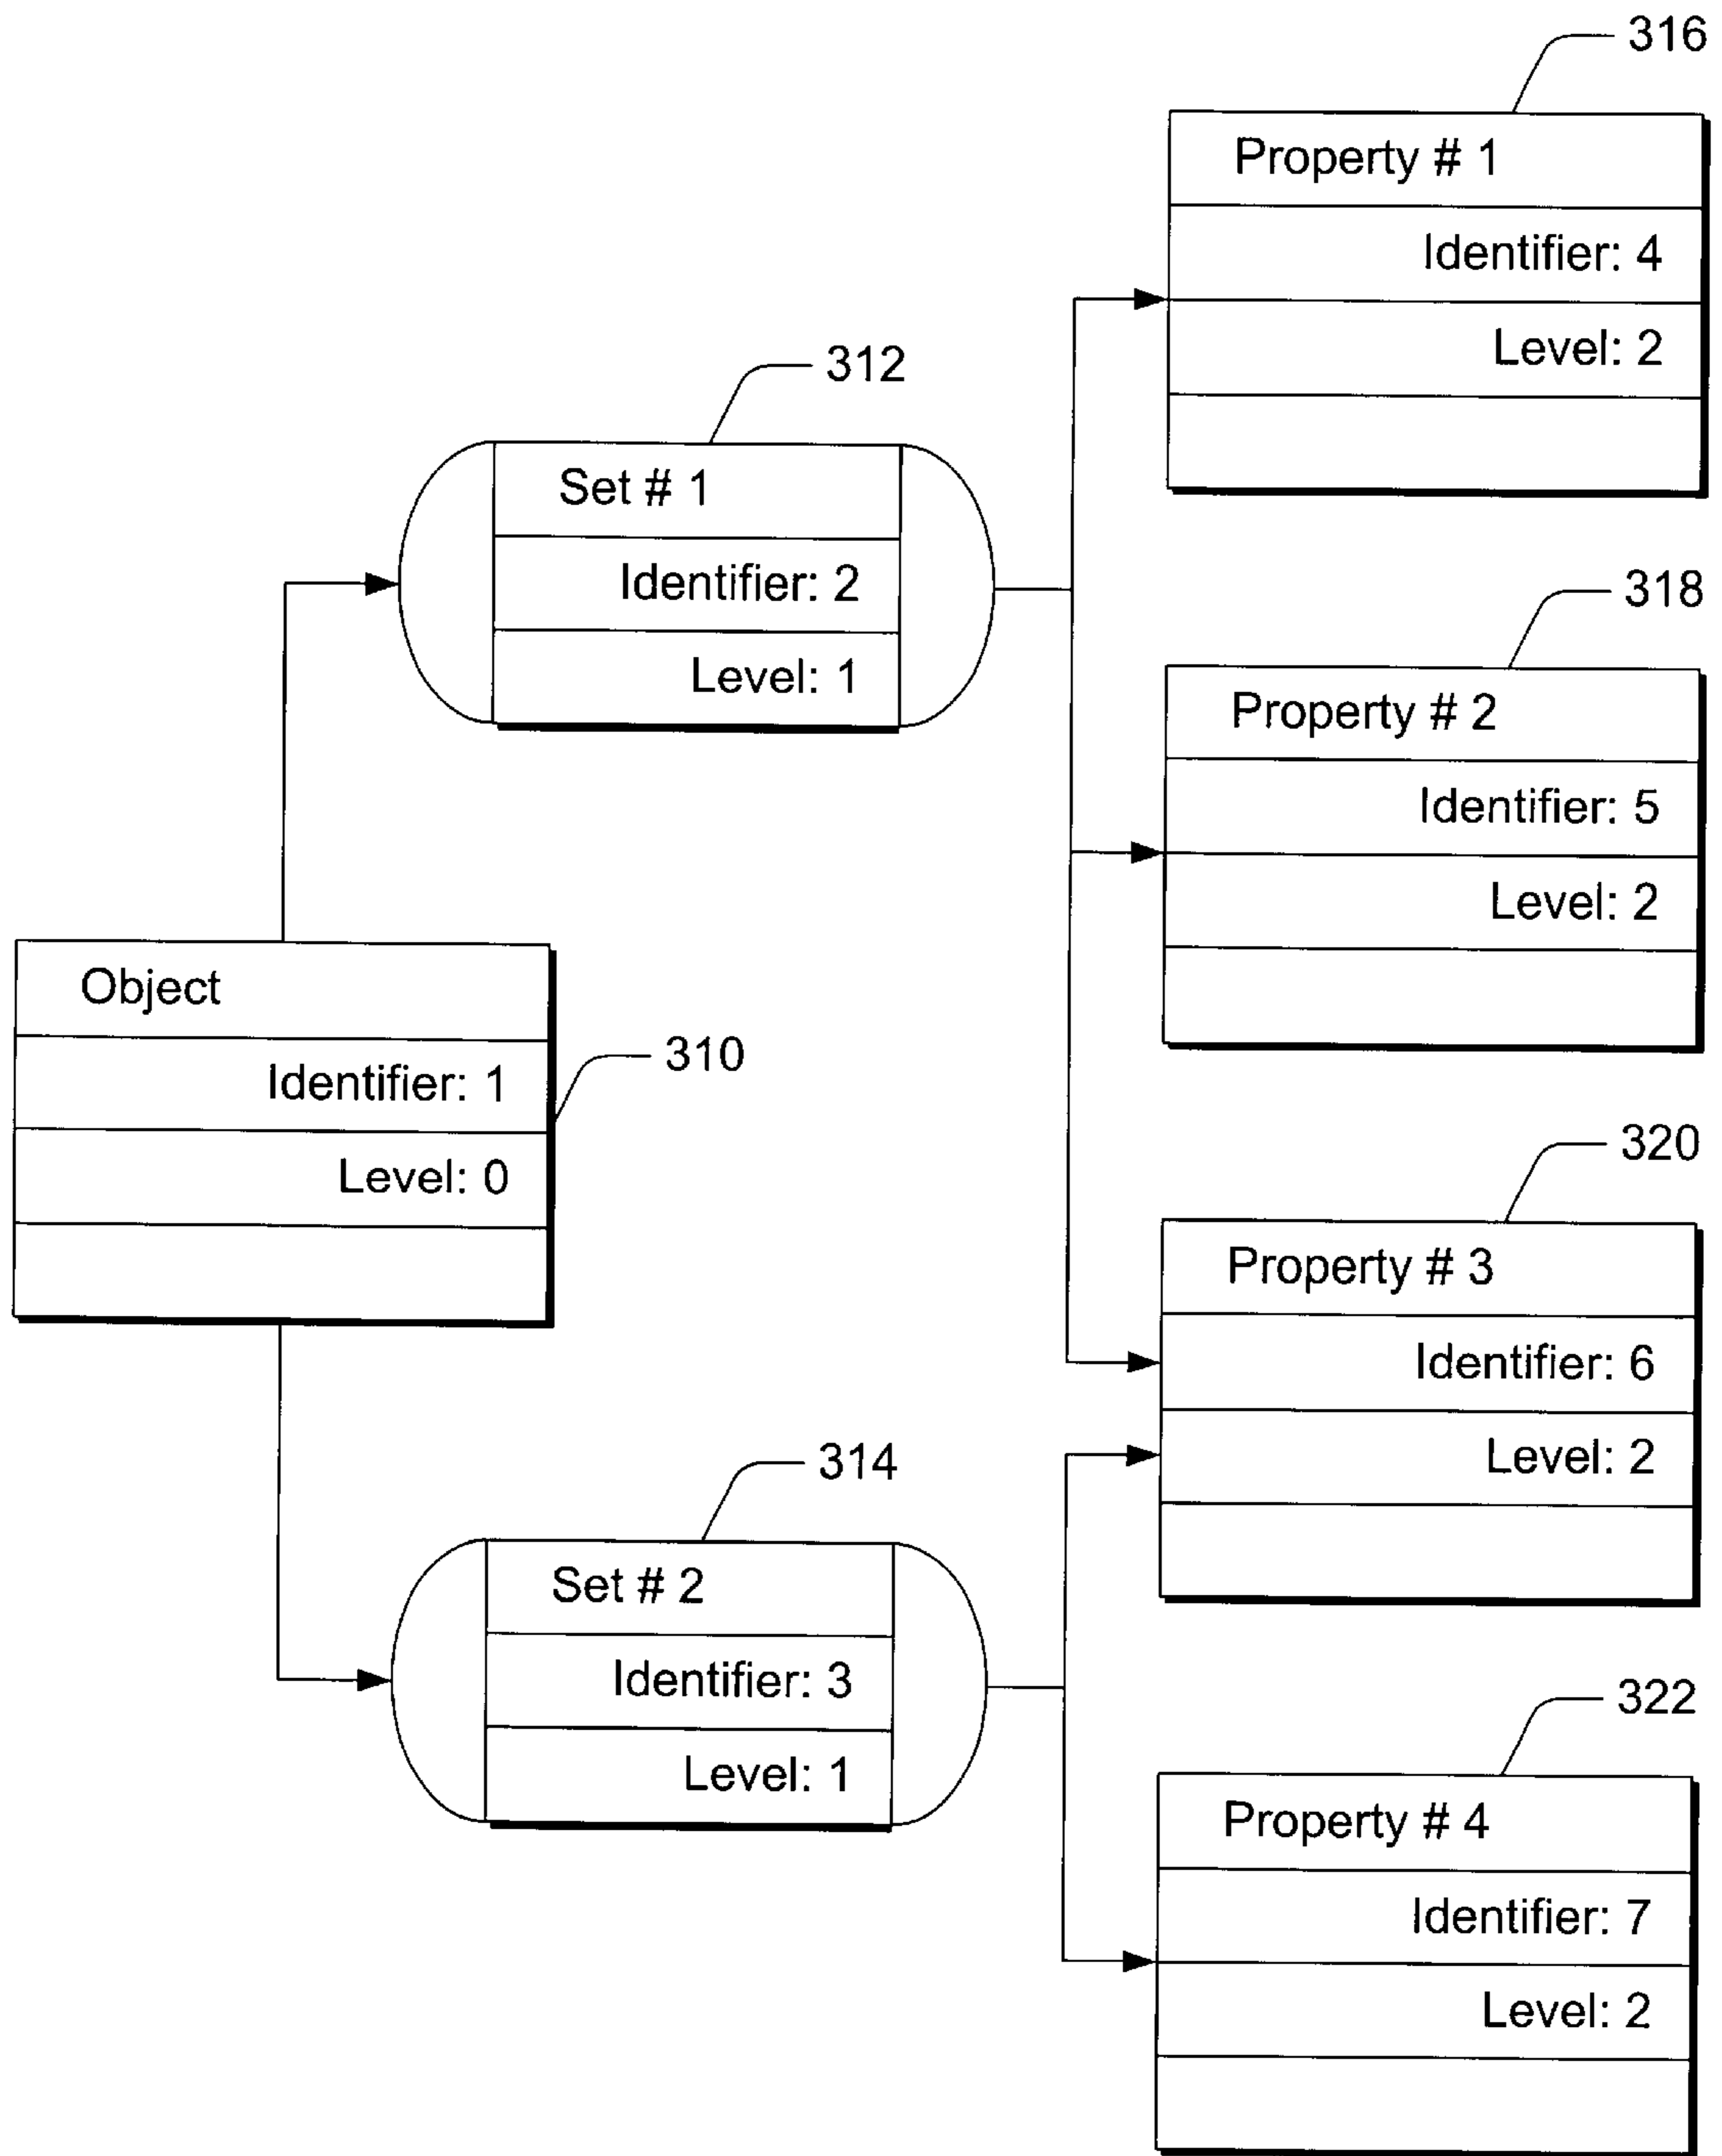 316
Property # 1
Identifier: 4
Level: 2
312
Set # 1
Identifier: 2
Level: 1
318
Property # 2
Identifier: 5
Level: 2
Object
Identifier: 1
Level: 0
310
320
Property # 3
Identifier: 6
Level: 2
314
Set # 2
Identifier: 3
Level: 1
322
Property # 4
Identifier: 7
Level: 2